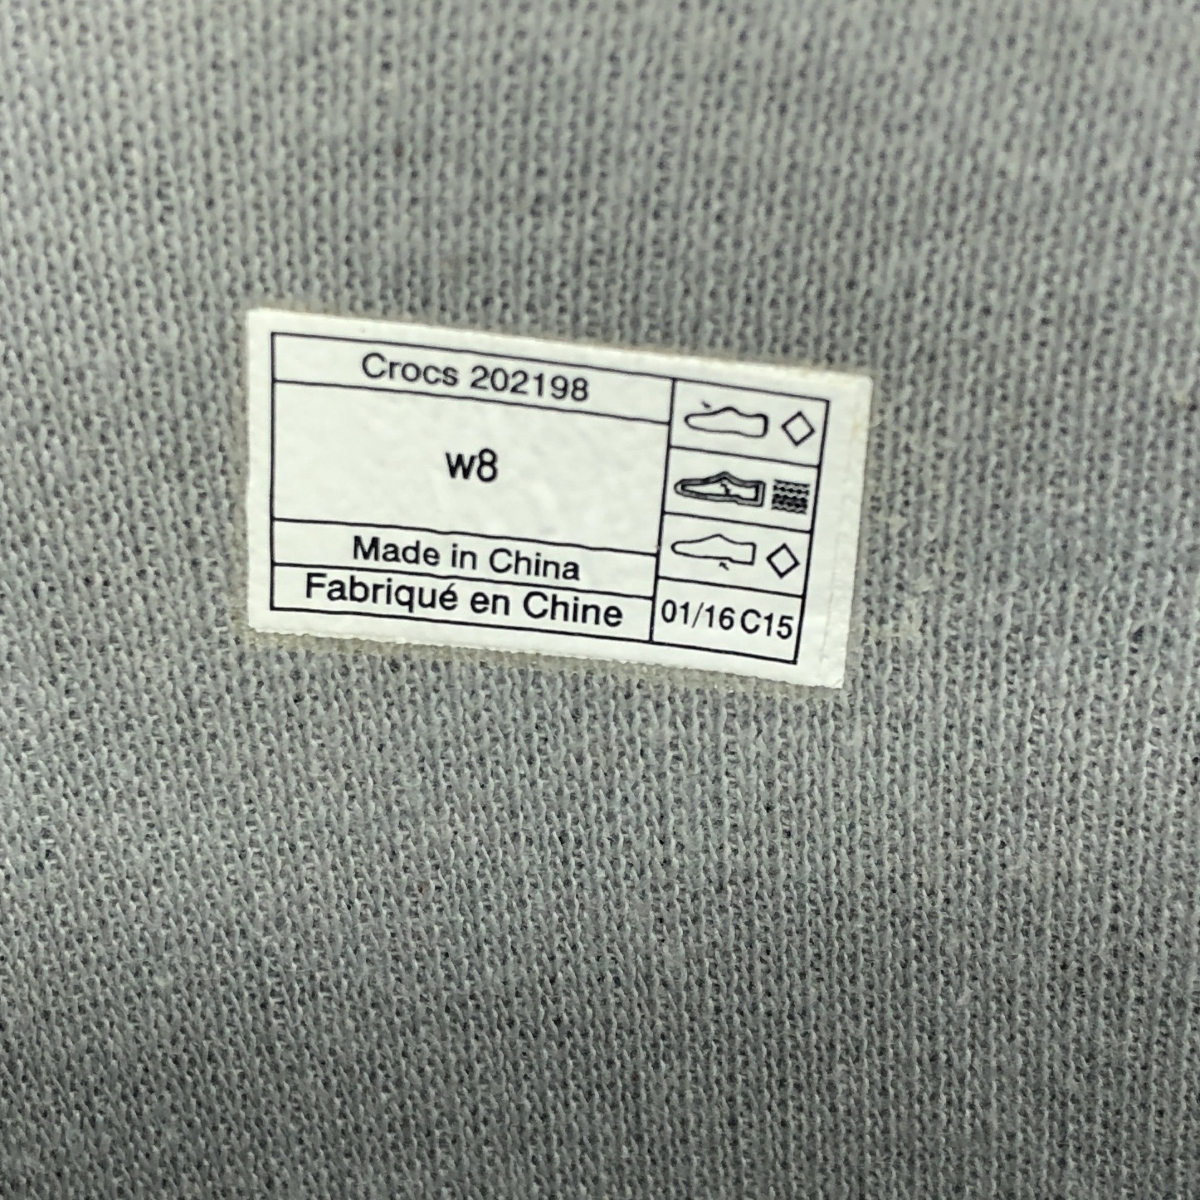 Crocs 202198
w8
Made in China
Fabriqué en Chine
01/16 C15